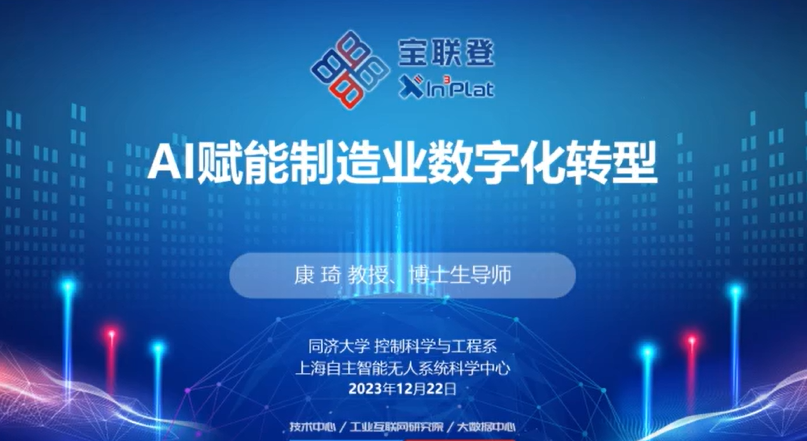 宝联登
xIn³Plat
AI赋能制造业数字化转型
康 琦 教授、博士生导师
同济大学 控制科学与工程系
上海自主智能无人系统科学中心
2023年12月22日
技术中心 / 工业互联网研究院 / 大数据中心